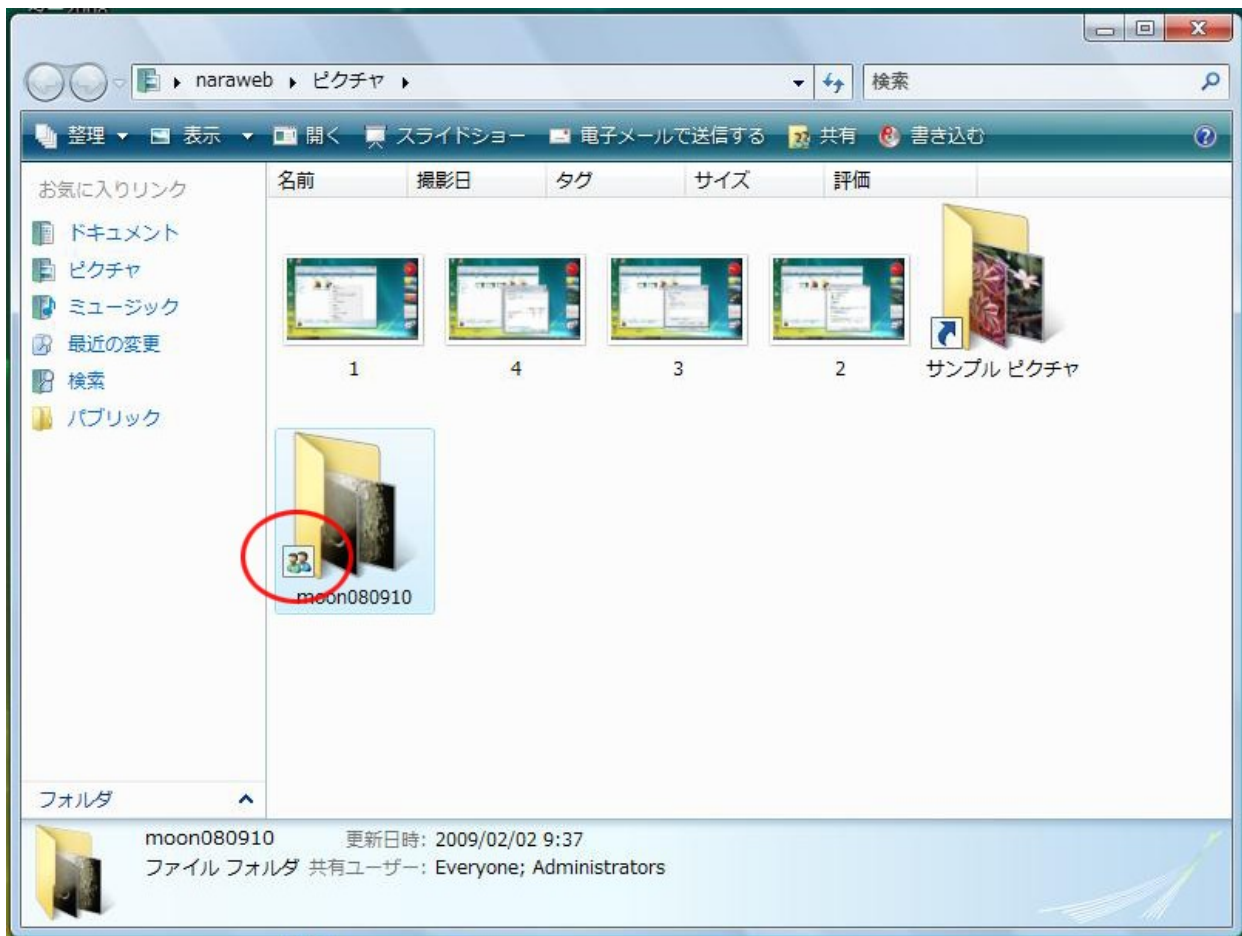 naraweb ピクチャ 検索
整理 表示 開く スライドショー 電子メールで送信する 共有 書き込む
お気に入りリンク
ドキュメント
ピクチャ
ミュージック
最近の変更
検索
パブリック
フォルダ
名前 撮影日 タグ サイズ 評価
1 4 3 2 サンプル ピクチャ
moon080910
moon080910 更新日時: 2009/02/02 9:37
ファイル フォルダ 共有ユーザー: Everyone; Administrators